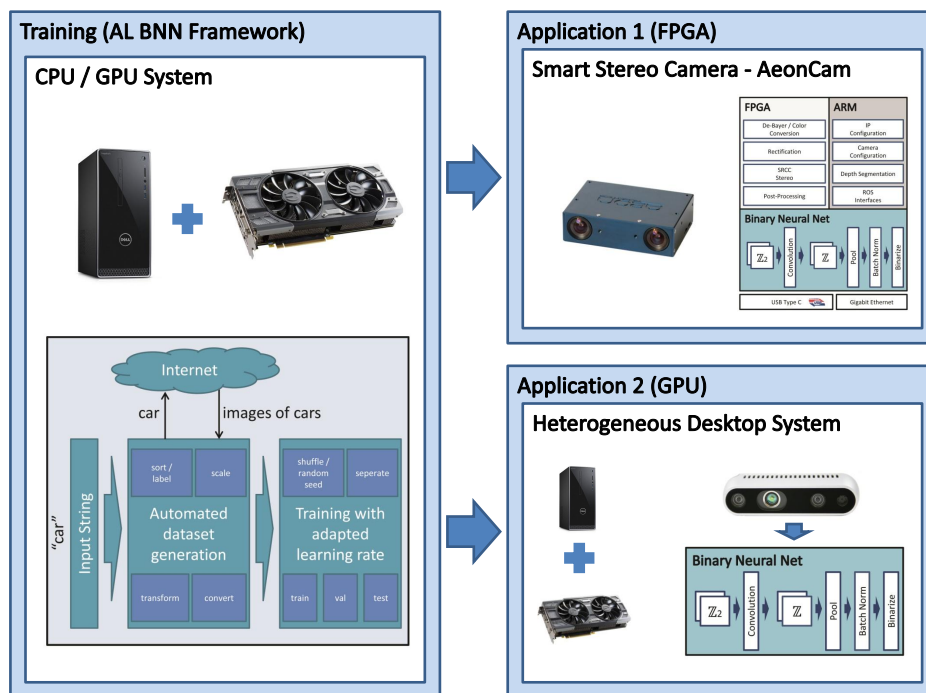 Training (AL BNN Framework)
CPU / GPU System
DELL
Internet
car
images of cars
"car"
Input String
sort /
label
scale
Automated
dataset
generation
transform
convert
shuffle /
random
seed
seperate
Training with
adapted
learning rate
train
val
test
Application 1 (FPGA)
Smart Stereo Camera - AeonCam
FPGA
De-Bayer / Color
Conversion
Rectification
SRCC
Stereo
Post-Processing
ARM
IP
Configuration
Camera
Configuration
Depth Segmentation
ROS
Interfaces
Binary Neural Net
ℤ2
Convolution
ℤ
Pool
Batch Norm
Binarize
USB Type C
Gigabit Ethernet
Application 2 (GPU)
Heterogeneous Desktop System
Binary Neural Net
ℤ2
Convolution
ℤ
Pool
Batch Norm
Binarize